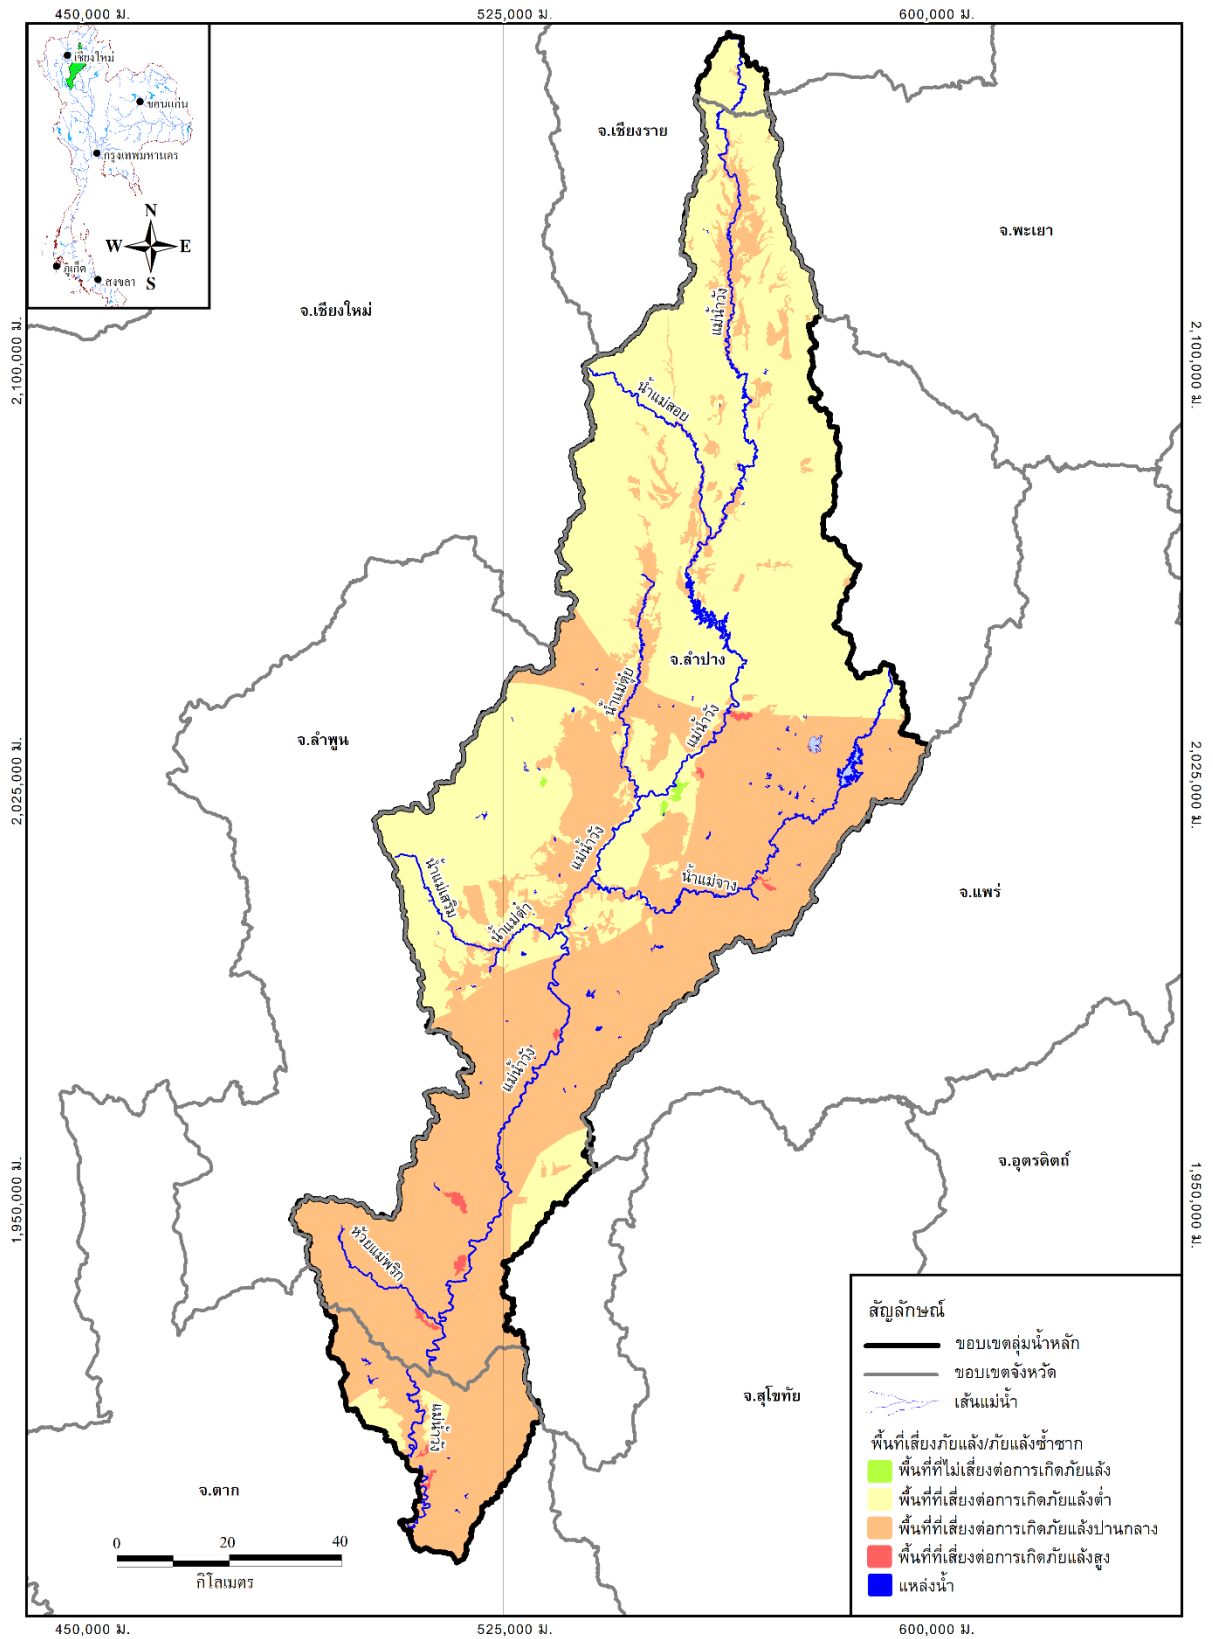 450,000 ม.
525,000 ม.
600,000 ม.
เชียงใหม่
ขอนแก่น
กรุงเทพมหานคร
N
W
E
S
ภูเก็ต
สงขลา
จ.เชียงราย
จ.พะเยา
จ.เชียงใหม่
แม่น้ำวัง
2,100,000 ม.
2,100,000 ม.
น้ำแม่สอย
จ.ลำปาง
น้ำแม่ตุ๋ย
แม่น้ำวัง
จ.ลำพูน
2,025,000 ม.
2,025,000 ม.
แม่น้ำวัง
น้ำแม่เสริม
น้ำแม่จาง
จ.แพร่
น้ำแม่ต๋ำ
แม่น้ำวัง
จ.อุตรดิตถ์
1,950,000 ม.
1,950,000 ม.
ห้วยแม่พริก
จ.สุโขทัย
แม่น้ำวัง
จ.ตาก
0
20
40
กิโลเมตร
สัญลักษณ์
ขอบเขตลุ่มน้ำหลัก
ขอบเขตจังหวัด
เส้นแม่น้ำ
พื้นที่เสี่ยงภัยแล้ง/ภัยแล้งซ้ำซาก
พื้นที่ที่ไม่เสี่ยงต่อการเกิดภัยแล้ง
พื้นที่ที่เสี่ยงต่อการเกิดภัยแล้งต่ำ
พื้นที่ที่เสี่ยงต่อการเกิดภัยแล้งปานกลาง
พื้นที่ที่เสี่ยงต่อการเกิดภัยแล้งสูง
แหล่งน้ำ
450,000 ม.
525,000 ม.
600,000 ม.